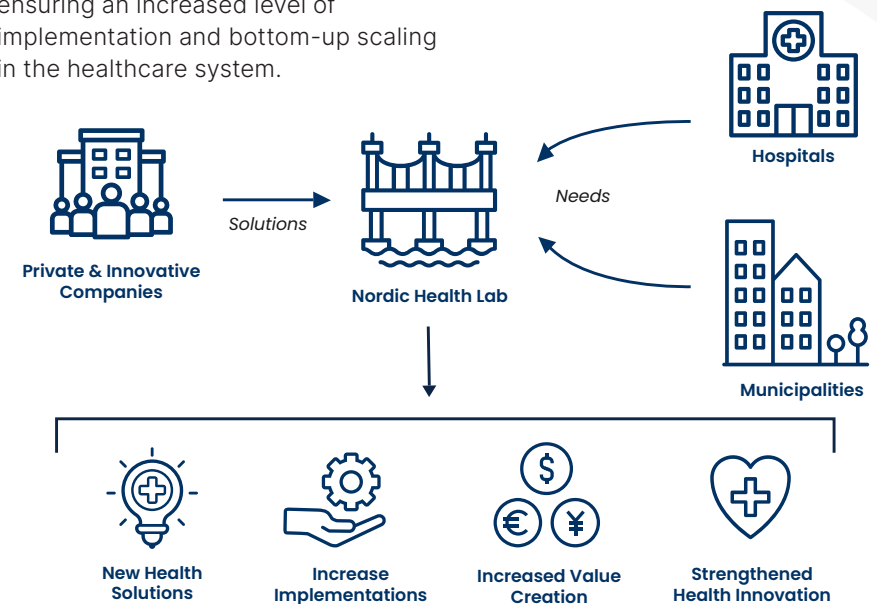 ensuring an increased level of
implementation and bottom-up scaling
in the healthcare system.
Hospitals
Solutions
Needs
Private & Innovative
Companies
Nordic Health Lab
Municipalities
$
€
¥
New Health
Solutions
Increase
Implementations
Increased Value
Creation
Strengthened
Health Innovation